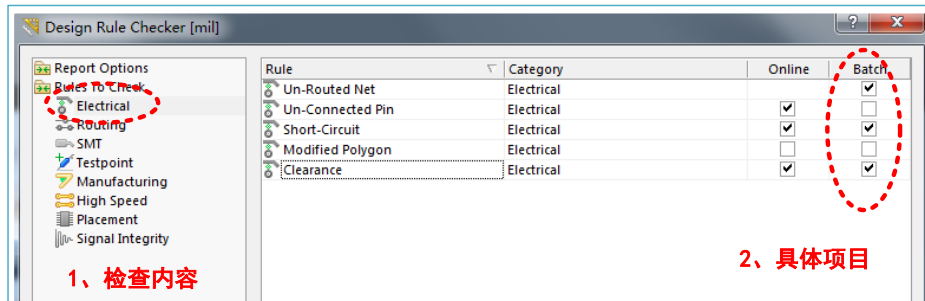 Design Rule Checker [mil]
Report Options
Rules To Check
Electrical
Routing
SMT
Testpoint
Manufacturing
High Speed
Placement
Signal Integrity
1、检查内容
Rule Category Online Batch
Un-Routed Net Electrical
Un-Connected Pin Electrical
Short-Circuit Electrical
Modified Polygon Electrical
Clearance Electrical
2、具体项目